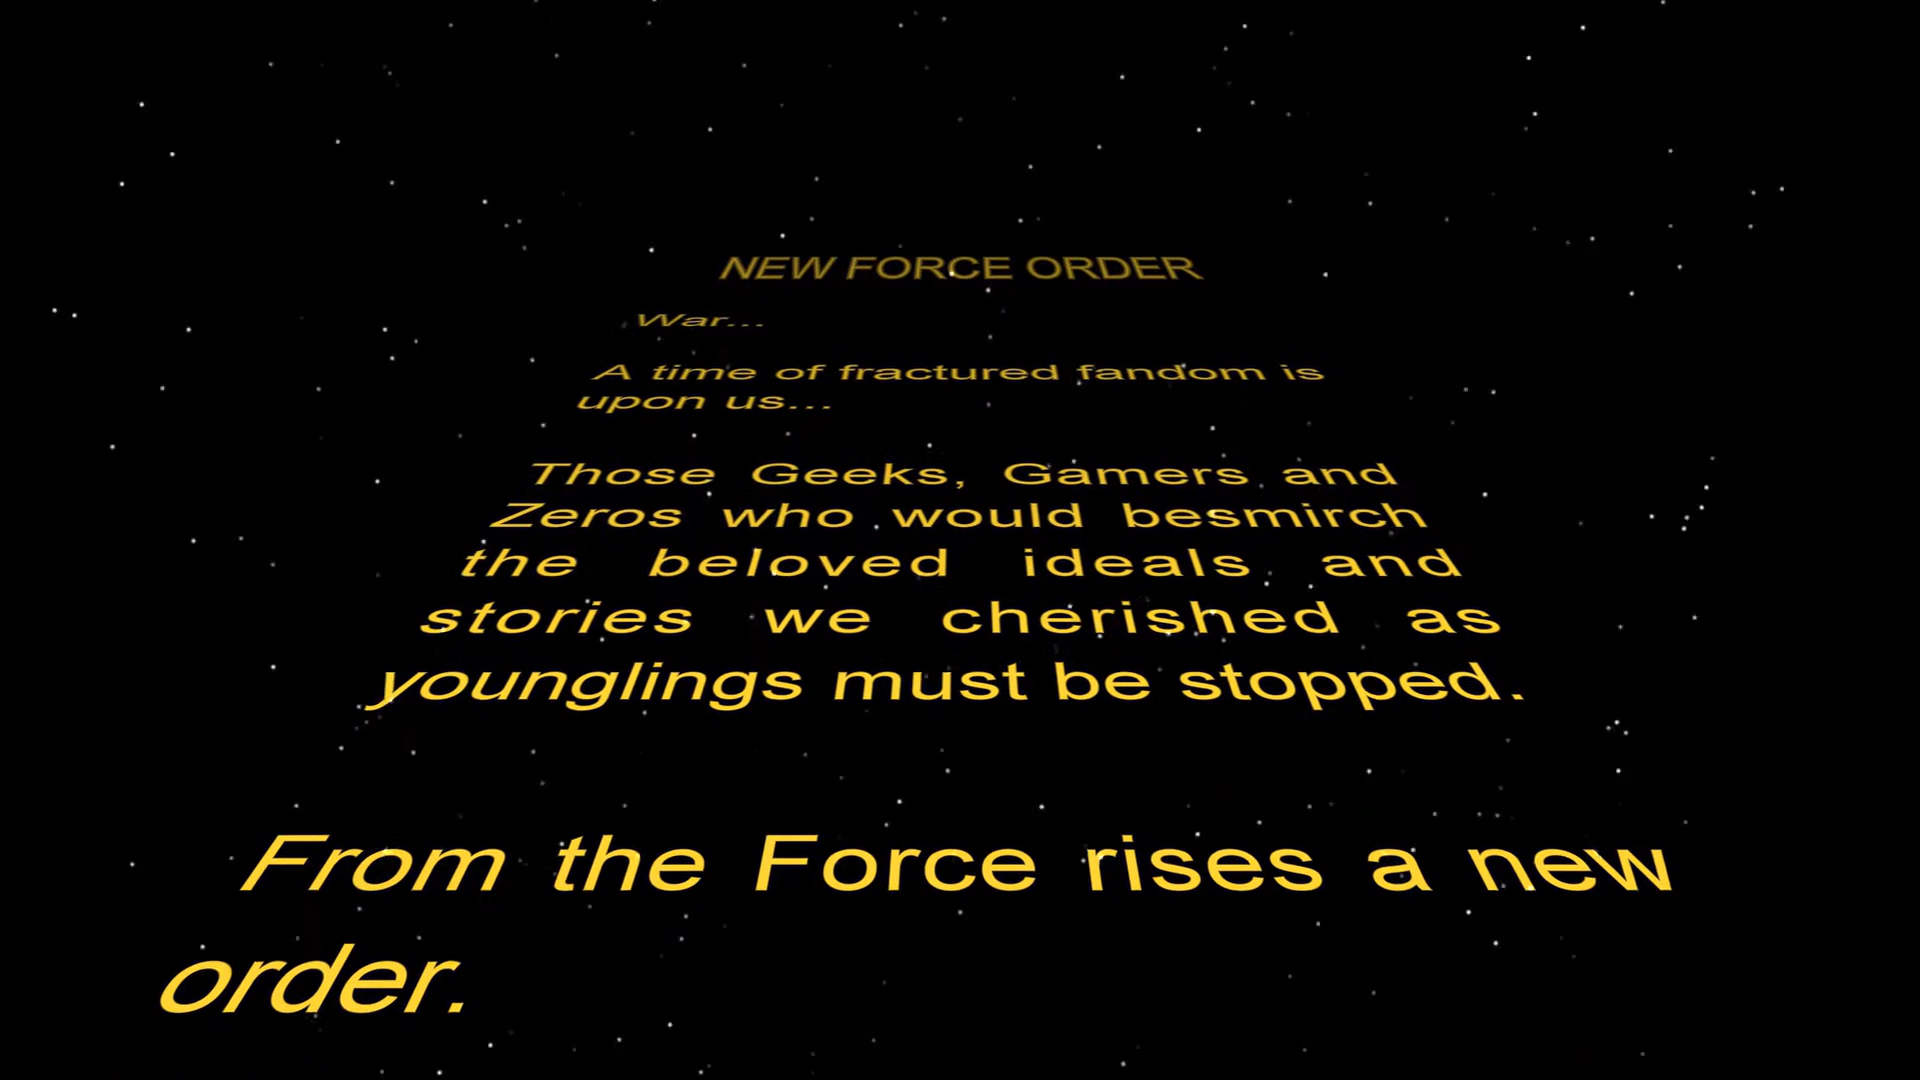 NEW FORCE ORDER
War...
A time of fractured fandom is
upon us...
Those Geeks, Gamers and
Zeros who would besmirch
the beloved ideals and
stories we cherished as
younglings must be stopped.
From the Force rises a new
order.